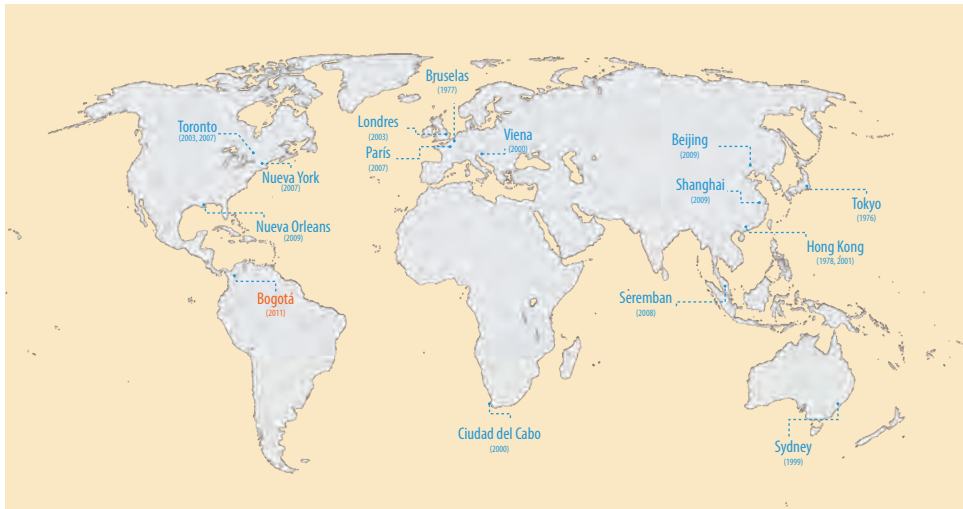 Bruselas
(1977)
Londres
(2003)
Toronto
(2003, 2007)
Viena
(2000)
Beijing
(2009)
París
(2007)
Nueva York
(2007)
Shanghai
(2009)
Tokyo
(1976)
Nueva Orleans
(2009)
Hong Kong
(1978, 2001)
Bogotá
(2011)
Seremban
(2008)
Ciudad del Cabo
(2000)
Sydney
(1999)